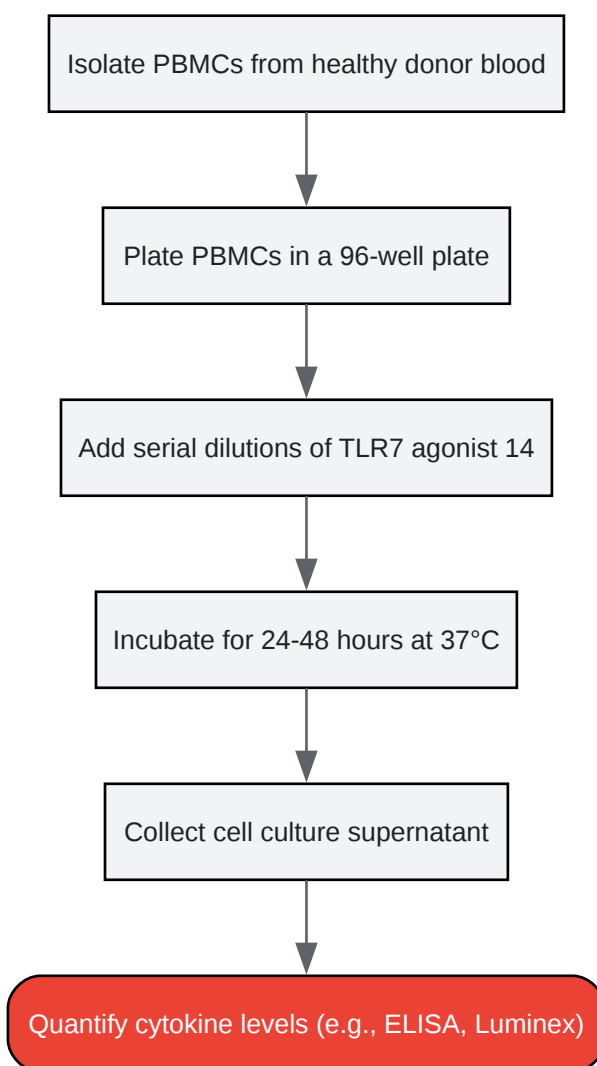 Isolate PBMCs from healthy donor blood
Plate PBMCs in a 96-well plate
Add serial dilutions of TLR7 agonist 14
Incubate for 24-48 hours at 37°C
Collect cell culture supernatant
Quantify cytokine levels (e.g., ELISA, Luminex)